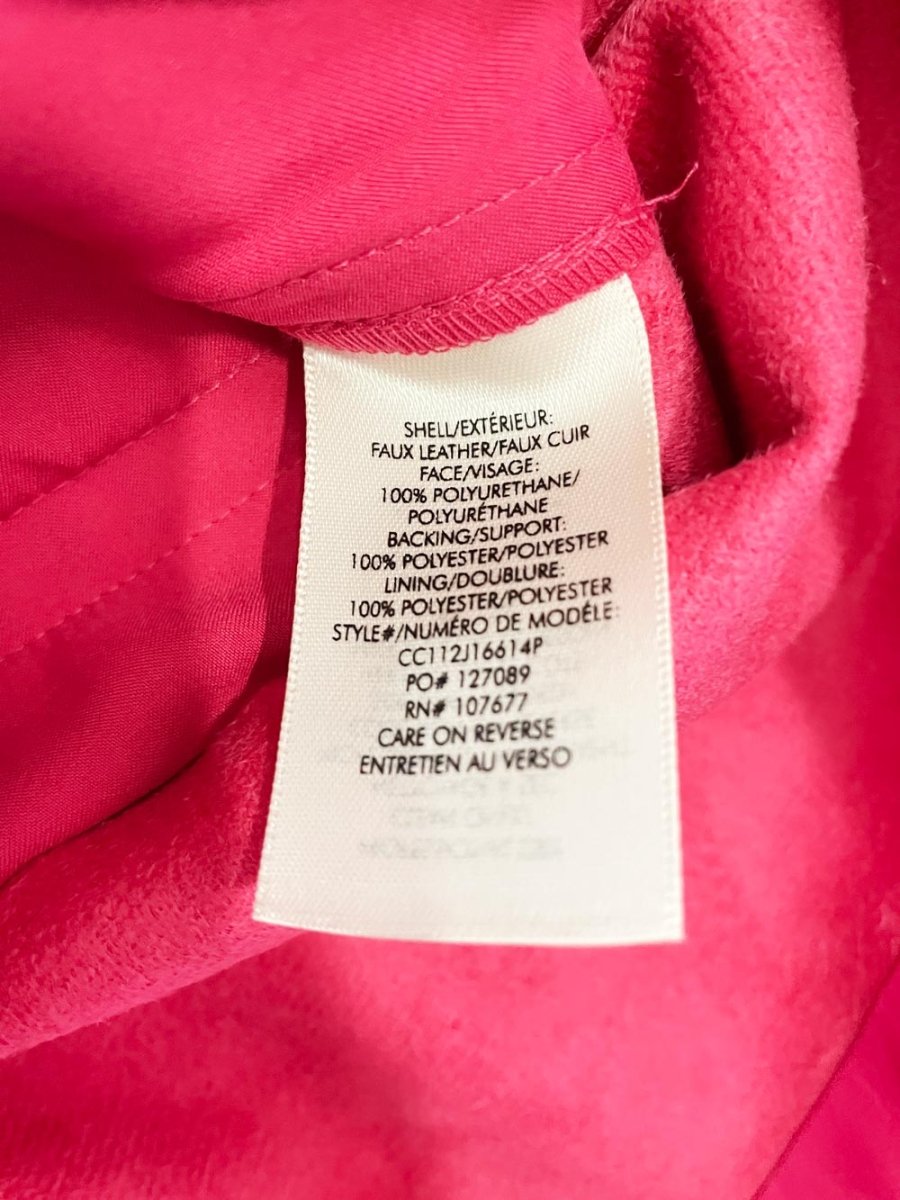 SHELL/EXTÉRIEUR:
FAUX LEATHER/FAUX CUIR
FACE/VISAGE:
100% POLYURETHANE/
POLYURÉTHANE
BACKING/SUPPORT:
100% POLYESTER/POLYESTER
LINING/DOUBLURE:
100% POLYESTER/POLYESTER
STYLE#/NUMÉRO DE MODÉLE:
CC112J16614P
PO# 127089
RN# 107677
CARE ON REVERSE
ENTRETIEN AU VERSO